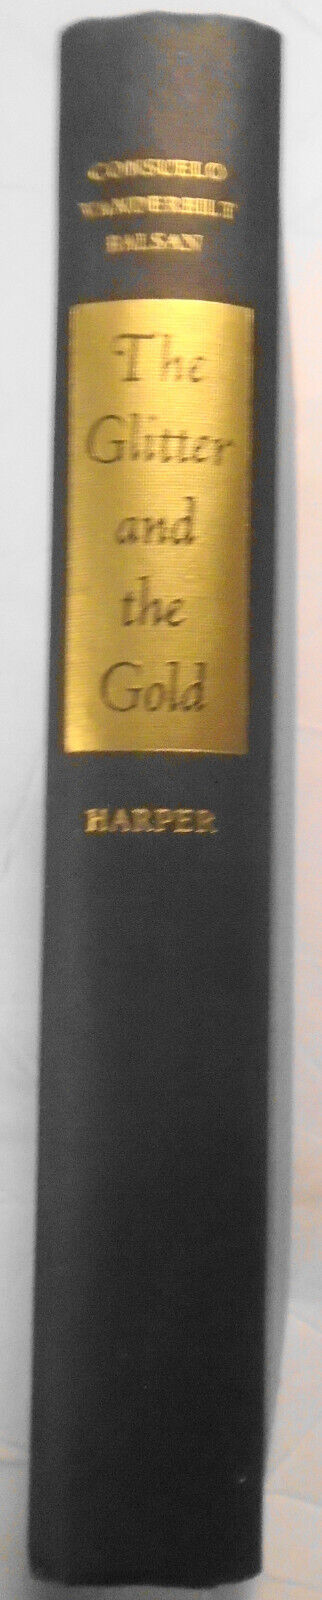 CONSUELO
VANDERBILT
BALSAN
The
Glitter
and
the
Gold
HARPER